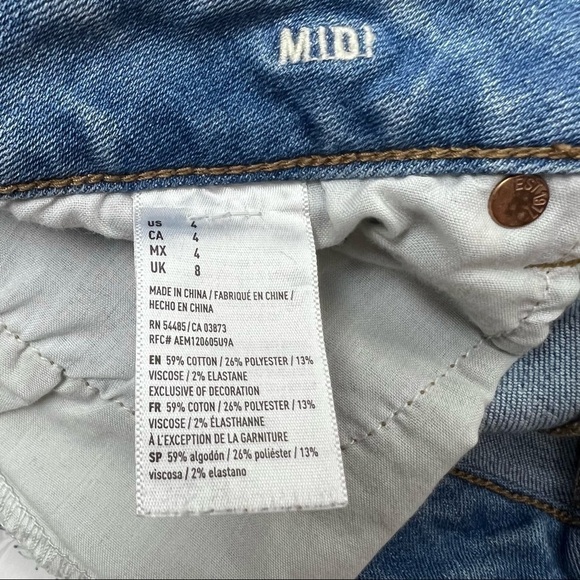 MIDI
US 4
CA 4
MX 4
UK 8
MADE IN CHINA / FABRIQUÉ EN CHINE /
HECHO EN CHINA
RN 54485 / CA 03873
RFC# AEM120605U9A
EN 59% COTTON / 26% POLYESTER / 13%
VISCOSE / 2% ELASTANE
EXCLUSIVE OF DECORATION
FR 59% COTON / 26% POLYESTER / 13%
VISCOSE / 2% ÉLASTHANNE
À L'EXCEPTION DE LA GARNITURE
SP 59% algodón / 26% poliéster / 13%
viscosa / 2% elastano